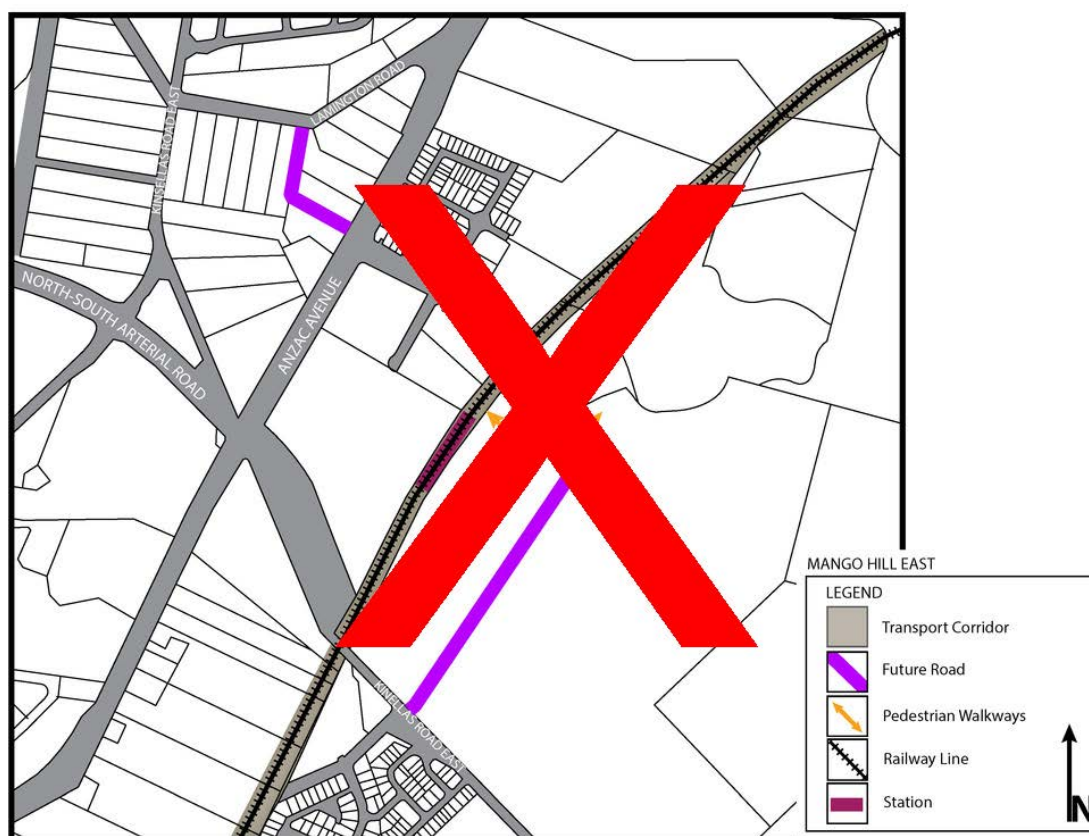 LAMINGTON ROAD
KINSELLAS ROAD EAST
NORTH-SOUTH ARTERIAL ROAD
ANZAC AVENUE
KINELLAS ROAD EAST
MANGO HILL EAST
LEGEND
Transport Corridor
Future Road
Pedestrian Walkways
Railway Line
Station
N